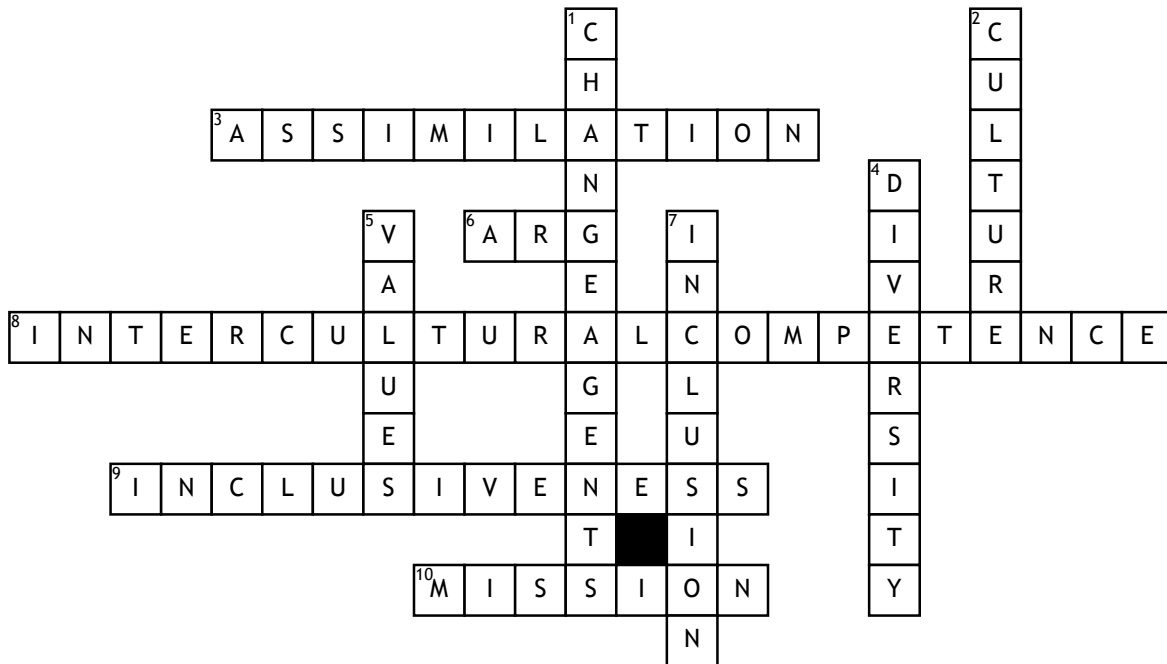 1 C 2 C
H U
3 A S S I M I L A T I O N L
N 4 D T
5 V 6 A R G 7 I I U
A E N V R
8 I N T E R C U L T U R A L C O M P E T E N C E
U G L R
E E U S
9 I N C L U S I V E N E S S I
T I T
10 M I S S I O N Y
N